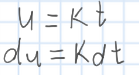 u = Kt
du = Kdt